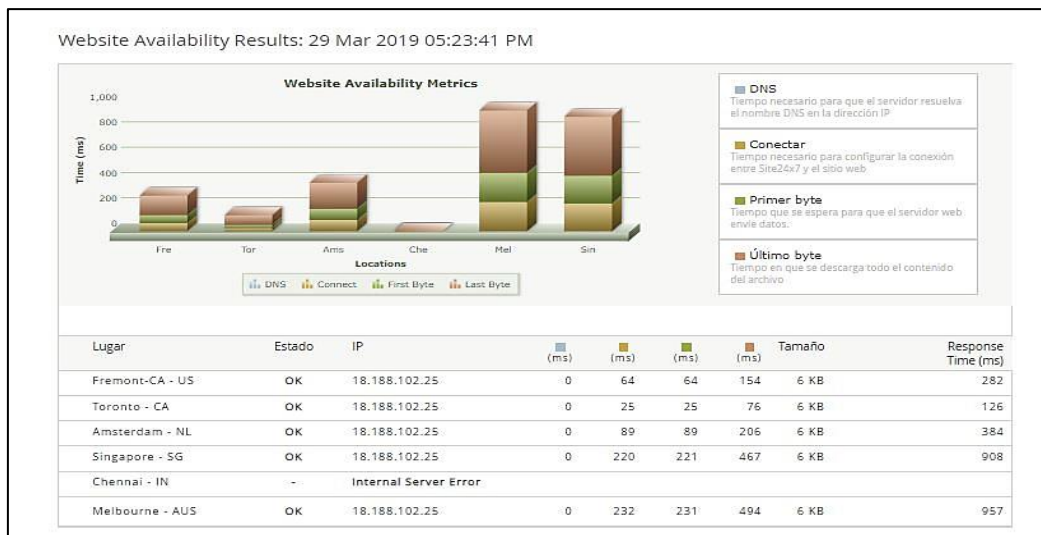 Website Availability Results: 29 Mar 2019 05:23:41 PM
Website Availability Metrics
Time (ms)
1,000
800
600
400
200
0
Fre Tor Ams Che Mel Sin
Locations
DNS Connect First Byte Last Byte
DNS
Tiempo necesario para que el servidor resuelva
el nombre DNS en la dirección IP
Conectar
Tiempo necesario para configurar la conexión
entre Site24x7 y el sitio web
Primer byte
Tiempo que se espera para que el servidor web
envíe datos.
Último byte
Tiempo en que se descarga todo el contenido
del archivo
Lugar Estado IP (ms) (ms) (ms) (ms) Tamaño Response
Time (ms)
Fremont-CA - US OK 18.188.102.25 0 64 64 154 6 KB 282
Toronto - CA OK 18.188.102.25 0 25 25 76 6 KB 126
Amsterdam - NL OK 18.188.102.25 0 89 89 206 6 KB 384
Singapore - SG OK 18.188.102.25 0 220 221 467 6 KB 908
Chennai - IN - Internal Server Error
Melbourne - AUS OK 18.188.102.25 0 232 231 494 6 KB 957